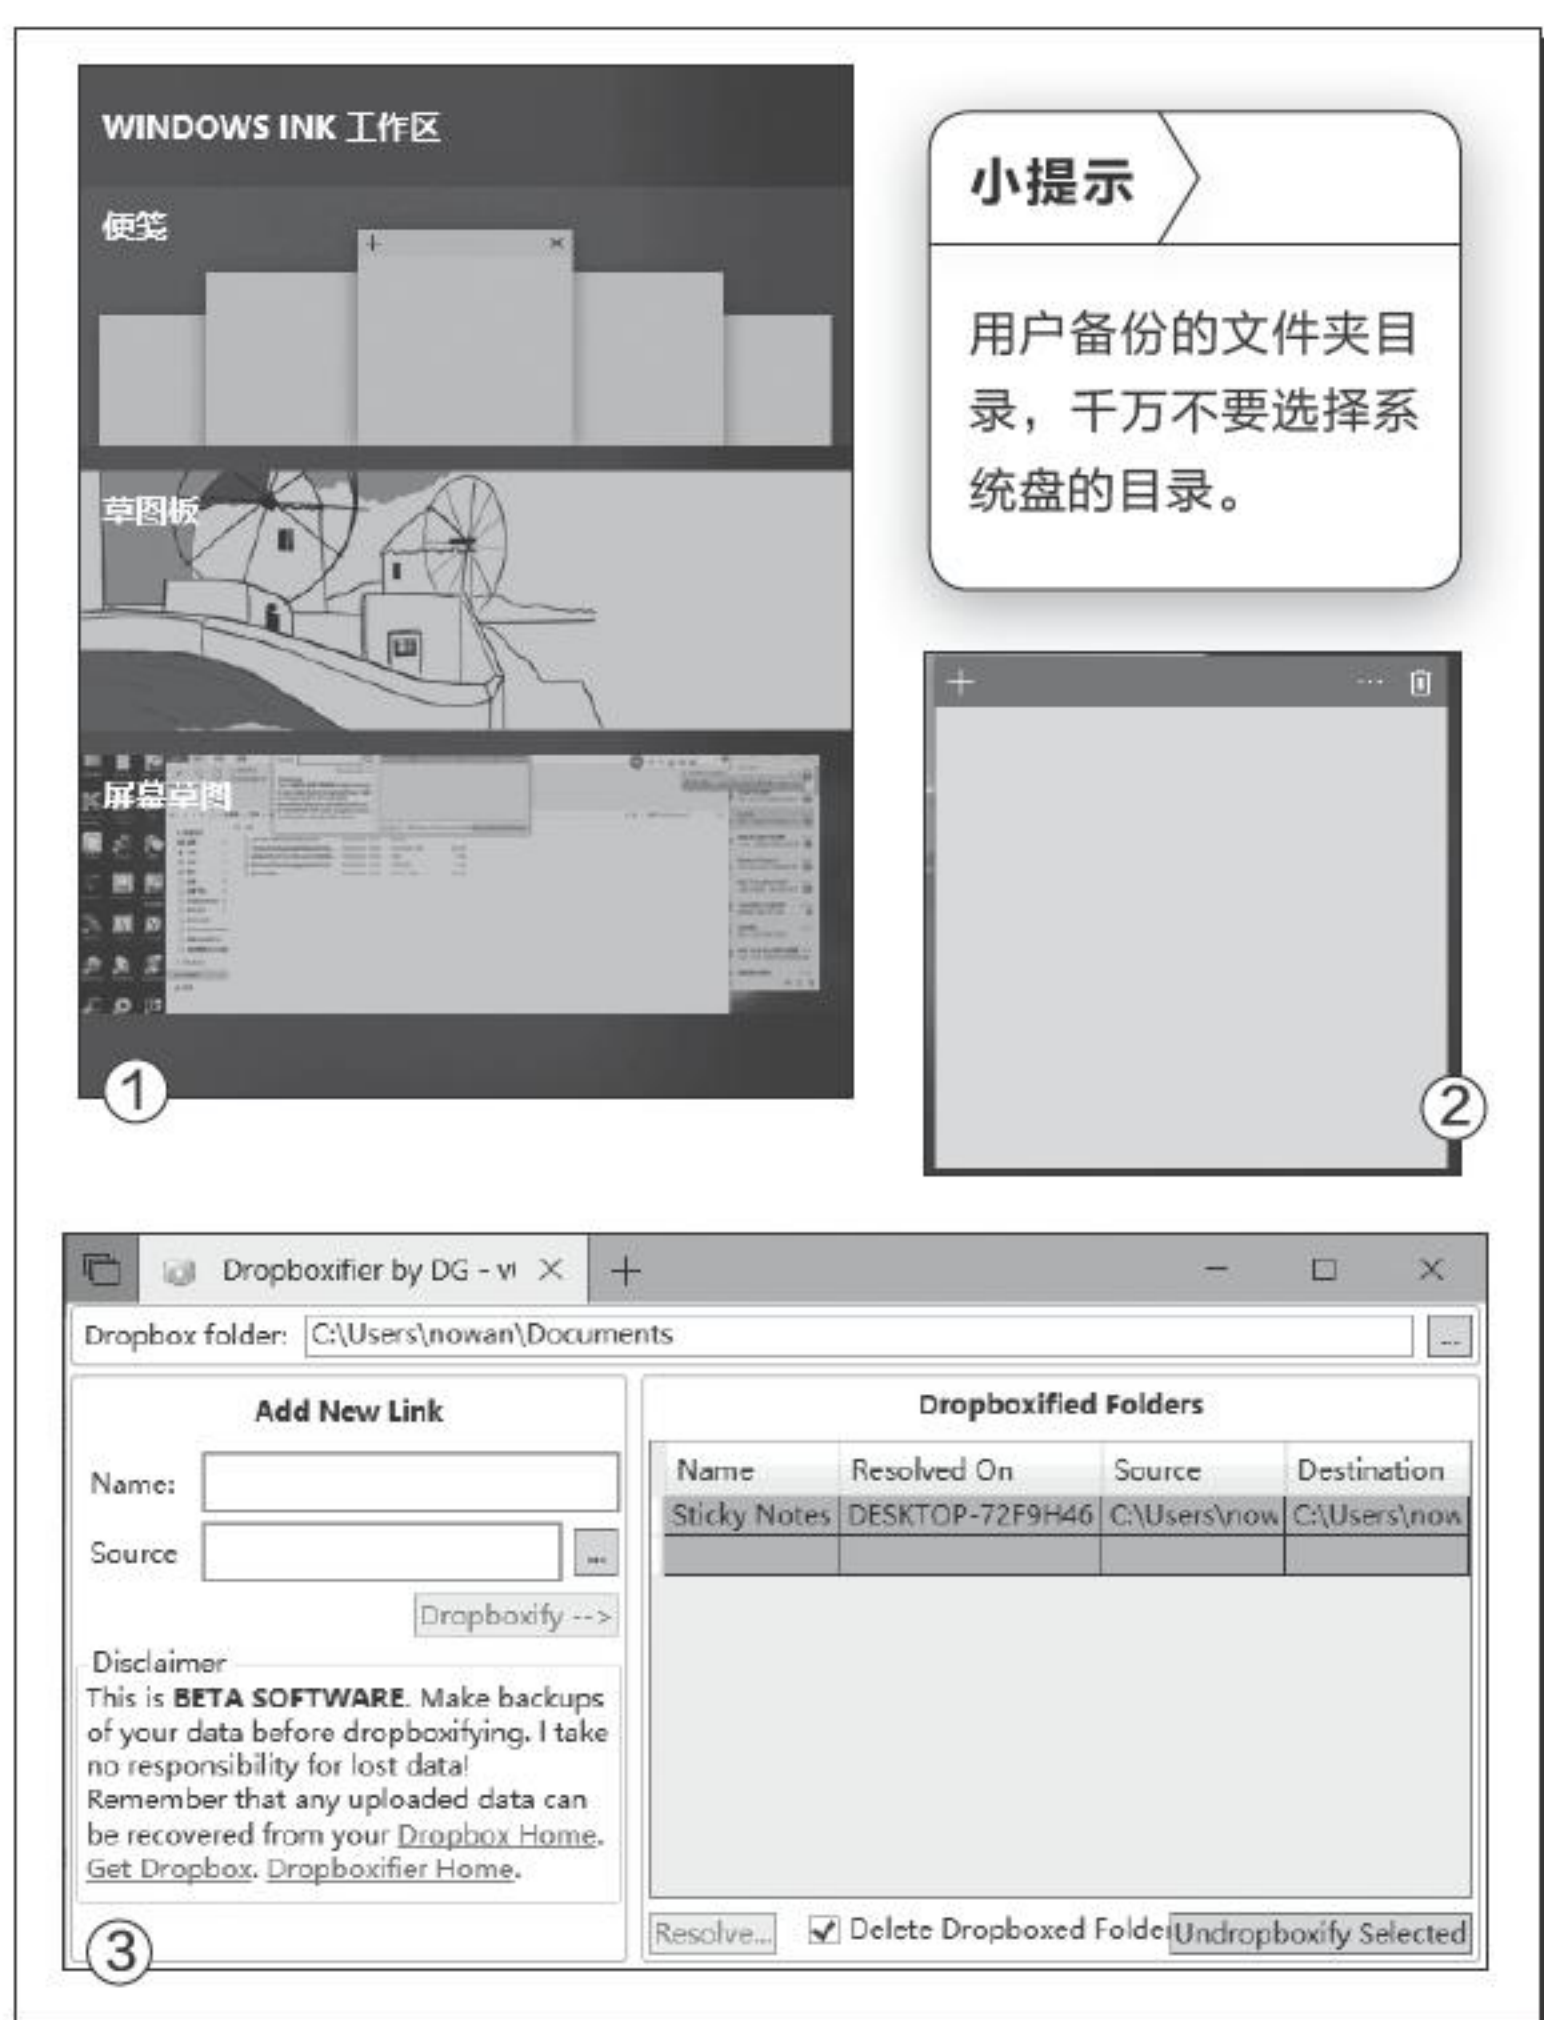 WINDOWS INK 工作区
便笺
草图板
屏幕草图
①
小提示
用户备份的文件夹目
录，千万不要选择系
统盘的目录。
②
Dropboxifier by DG - v
Dropbox folder: C:\Users\nowan\Documents ...
Add New Link
Name:
Source ...
Dropboxify -->
Disclaimer
This is BETA SOFTWARE. Make backups
of your data before dropboxifying. I take
no responsibility for lost data!
Remember that any uploaded data can
be recovered from your Dropbox Home.
Get Dropbox. Dropboxifier Home.
Dropboxified Folders
Name Resolved On Source Destination
Sticky Notes DESKTOP-72F9H46 C:\Users\now C:\Users\now
Resolve... Delete Dropboxed Folder Undropboxify Selected
③